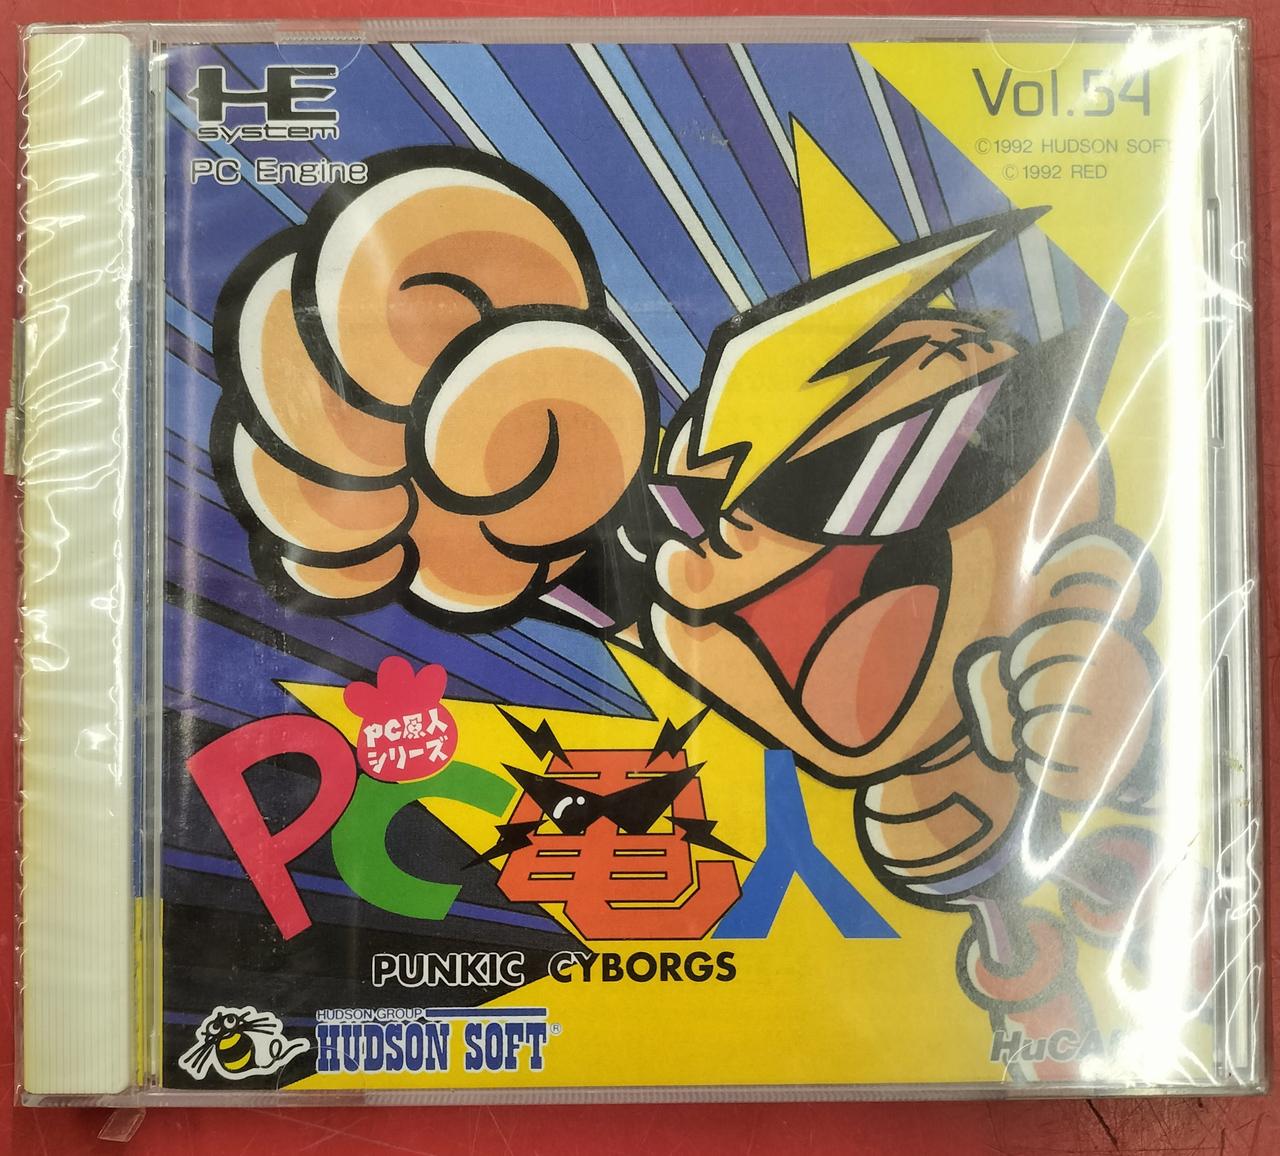 HE
system
PC Engine
Vol.54
©1992 HUDSON SOFT
©1992 RED
PC原人
シリーズ
PC電人
PUNKIC CYBORGS
HUDSON GROUP
HUDSON SOFT®